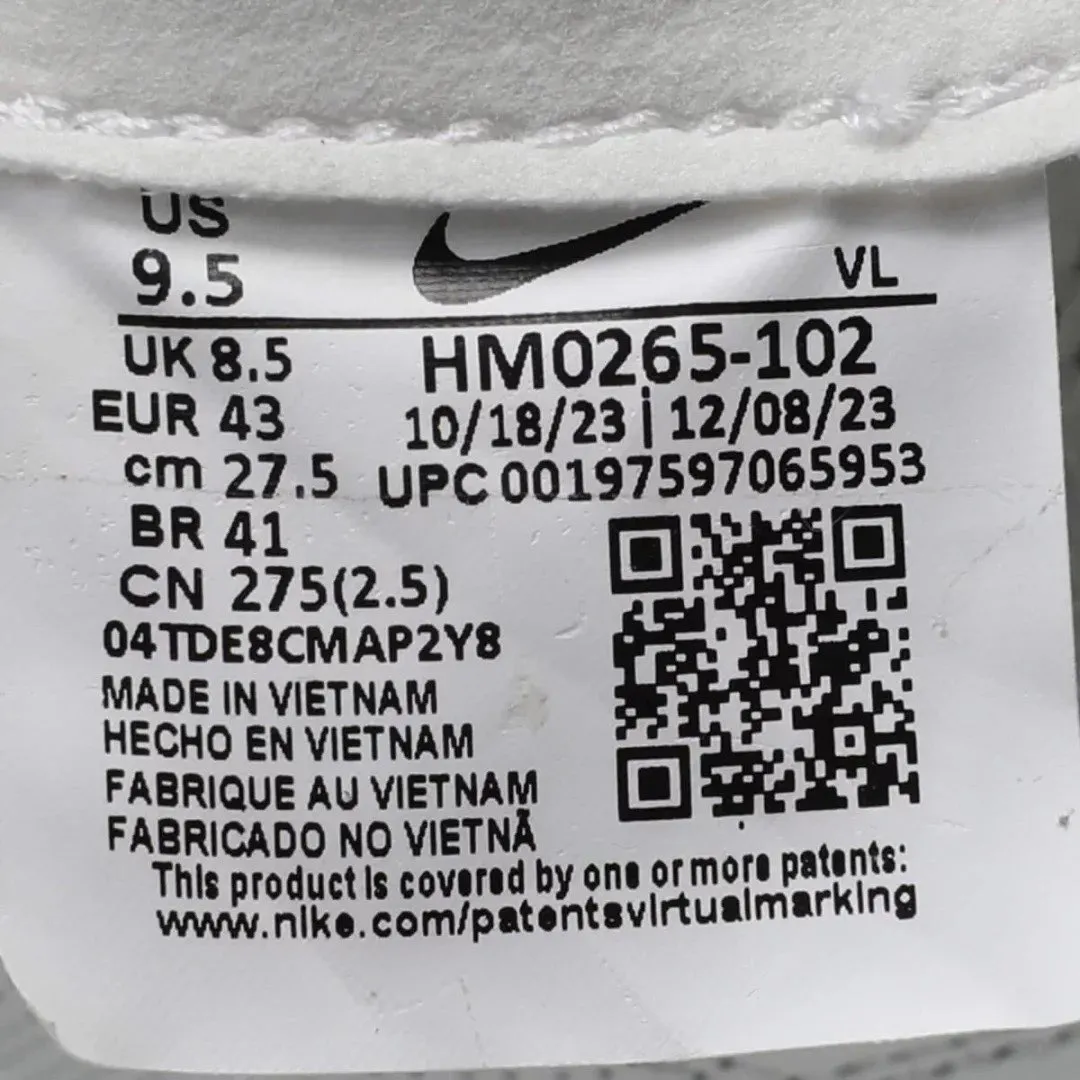 US
9.5
VL
UK 8.5
HM0265-102
EUR 43
10/18/23 | 12/08/23
cm 27.5
UPC 00197597065953
BR 41
CN 275(2.5)
04TDE8CMAP2Y8
MADE IN VIETNAM
HECHO EN VIETNAM
FABRIQUE AU VIETNAM
FABRICADO NO VIETNÃ
This product is covered by one or more patents:
www.nike.com/patentsvirtualmarking